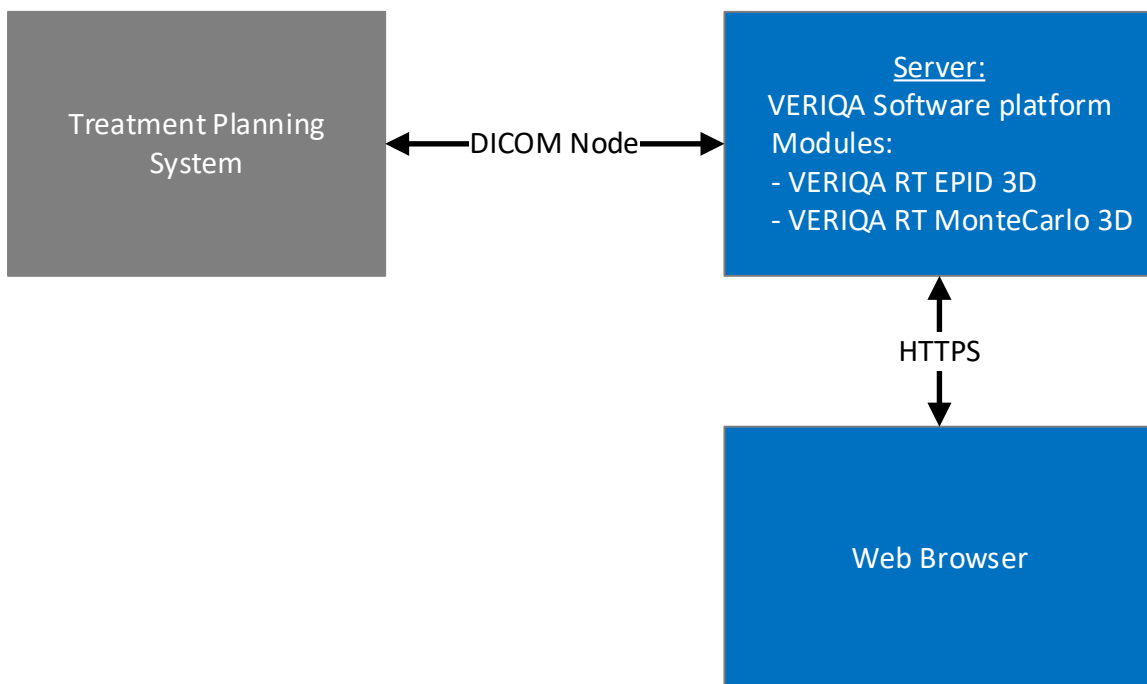 Treatment Planning
System
DICOM Node
Server:
VERIQA Software platform
Modules:
- VERIQA RT EPID 3D
- VERIQA RT MonteCarlo 3D
HTTPS
Web Browser